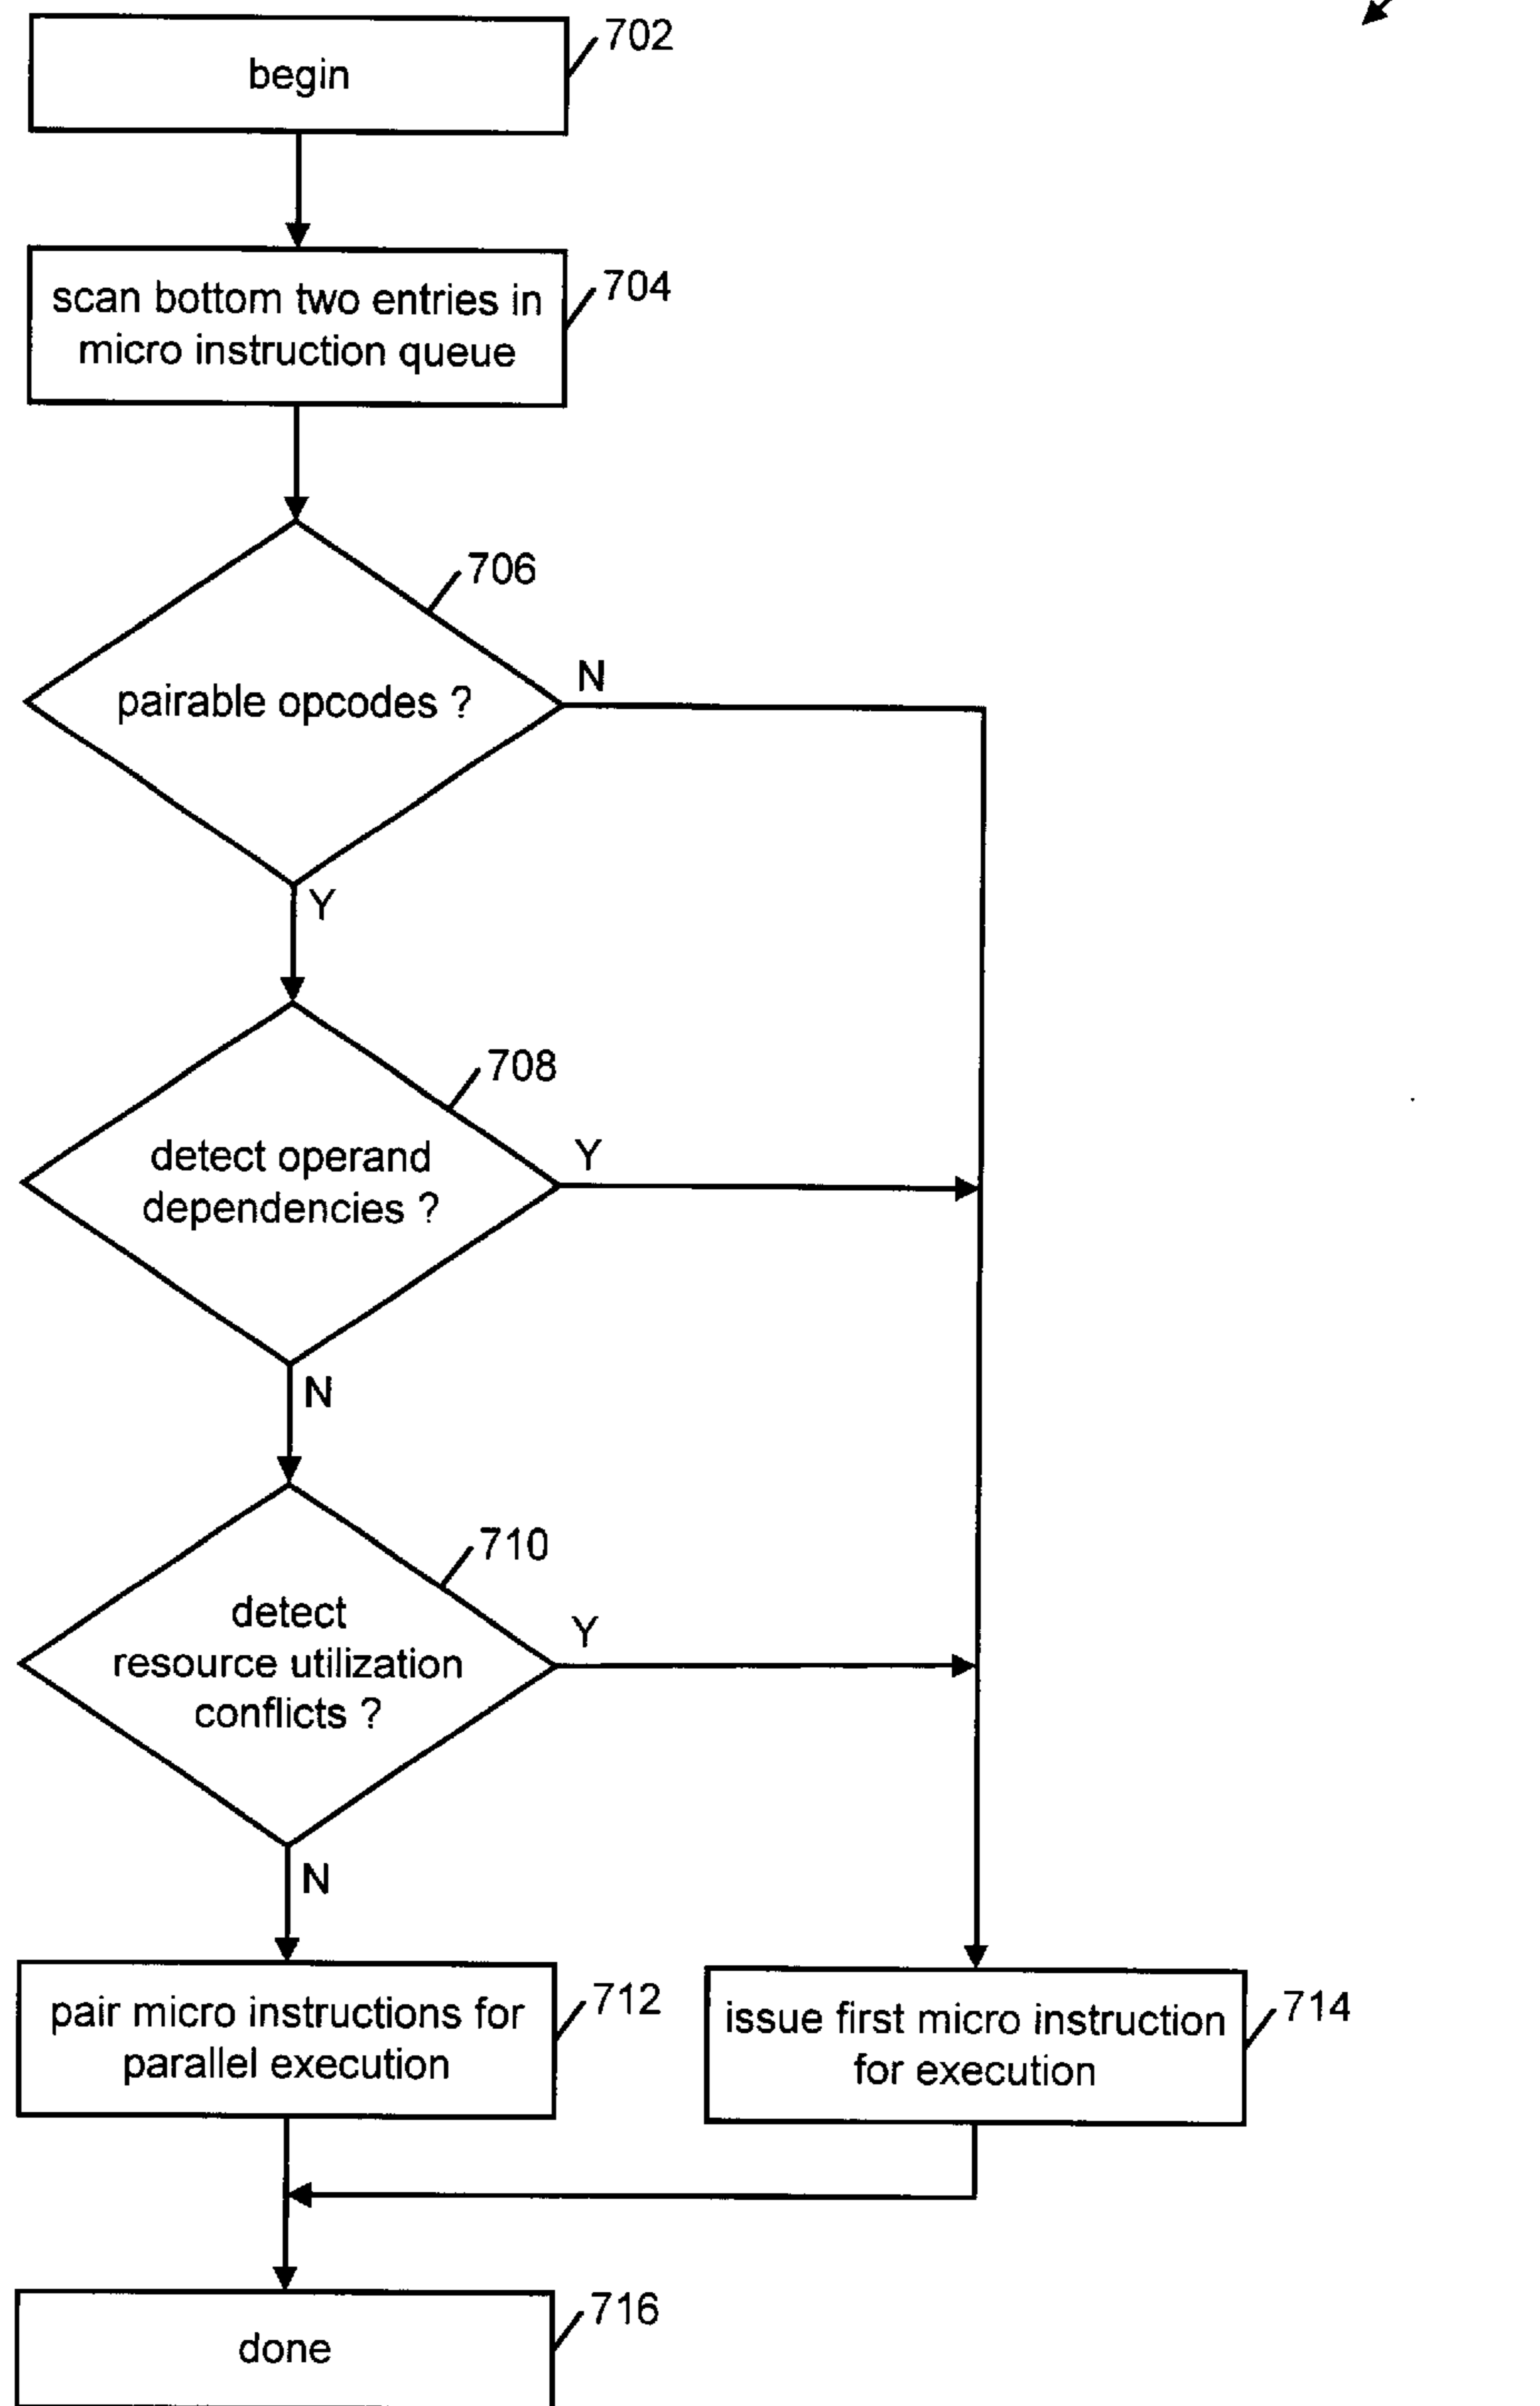 702
begin
704
scan bottom two entries in
micro instruction queue
706
pairable opcodes ?
N
Y
708
detect operand
dependencies ?
Y
N
710
detect
resource utilization
conflicts ?
Y
N
712
pair micro instructions for
parallel execution
714
issue first micro instruction
for execution
716
done